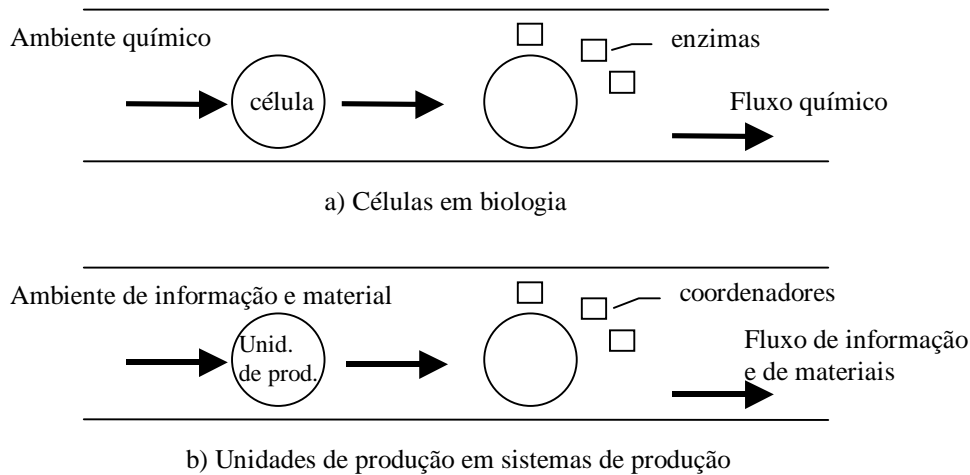 Ambiente químico
enzimas
célula
Fluxo químico
a) Células em biologia
Ambiente de informação e material
coordenadores
Unid.
de prod.
Fluxo de informação
e de materiais
b) Unidades de produção em sistemas de produção